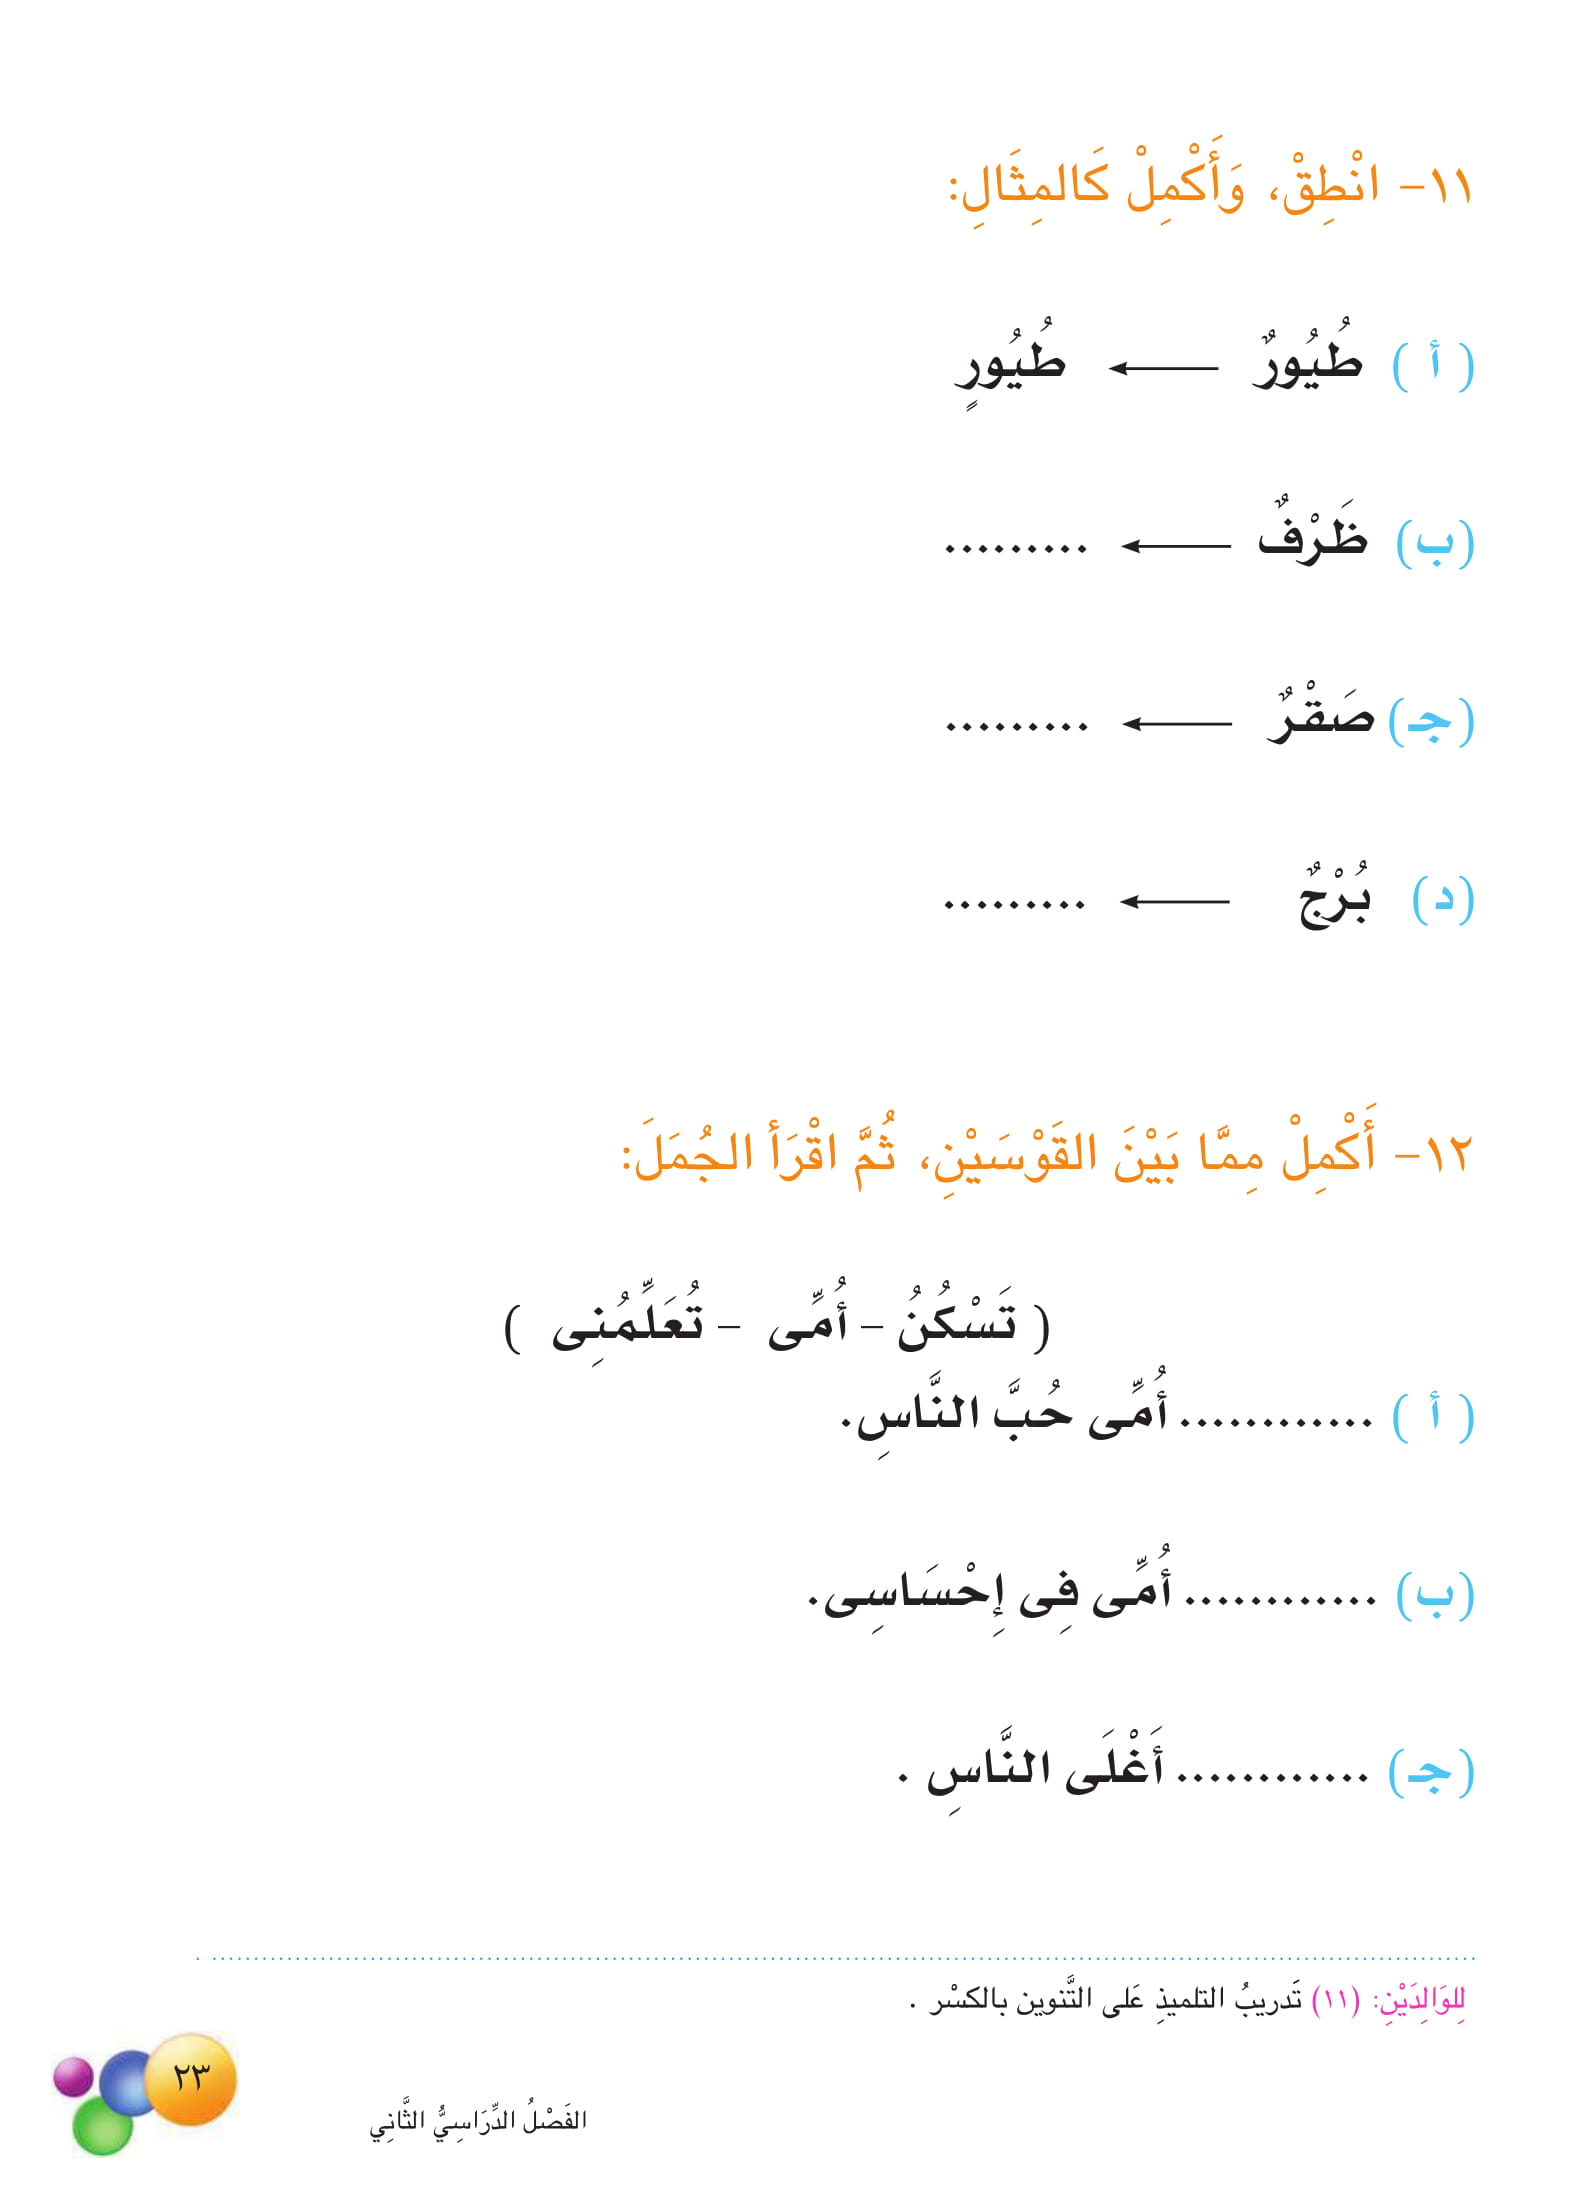 ١١- انْطِقْ، وَأَكْمِلْ كَالمِثَالِ:
( أ ) طُيُورٌ ← طُيُورٍ
(ب) ظَرْفٌ ← .........
(جـ) صَقْرٌ ← .........
(د) بُرْجٌ ← .........
١٢- أَكْمِلْ مِمَّا بَيْنَ القَوْسَيْنِ، ثُمَّ اقْرَأ الجُمَلَ:
( تَسْكُنُ - أُمِّى - تُعَلِّمُنِى )
( أ ) ............ أُمِّى حُبَّ النَّاسِ.
(ب) ............ أُمِّى فِى إِحْسَاسِى.
(جـ) ............ أَغْلَى النَّاسِ .
لِلوَالِدَيْنِ: (١١) تَدريبُ التلميذِ عَلى التَّنوين بالكسْر .
الفَصْلُ الدِّرَاسِيُّ الثَّانِي
٢٣